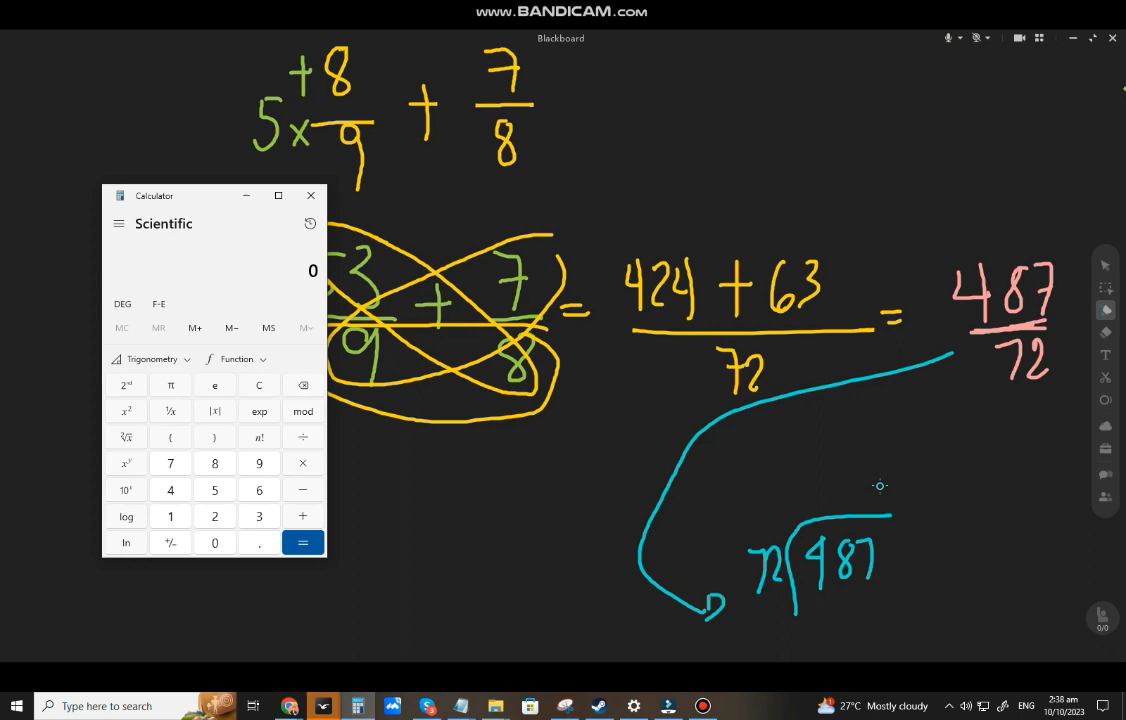 WWW.BANDICAM.COM
Blackboard
+8 7
5x— + —
9 8
Calculator
Scientific
0
DEG F-E
MC MR M+ M− MS M
Trigonometry Function
2ⁿᵈ π e C
x² ¹/x |x| exp mod
²√x ( ) n! ÷
xʸ 7 8 9 ×
10ˣ 4 5 6 −
log 1 2 3 +
ln +/− 0 . =
53 + 7 = 424 + 63 = 487
9 8 72 72
72 487
0/0
Type here to search
27°C Mostly cloudy
ENG
2:38 am
10/10/2023